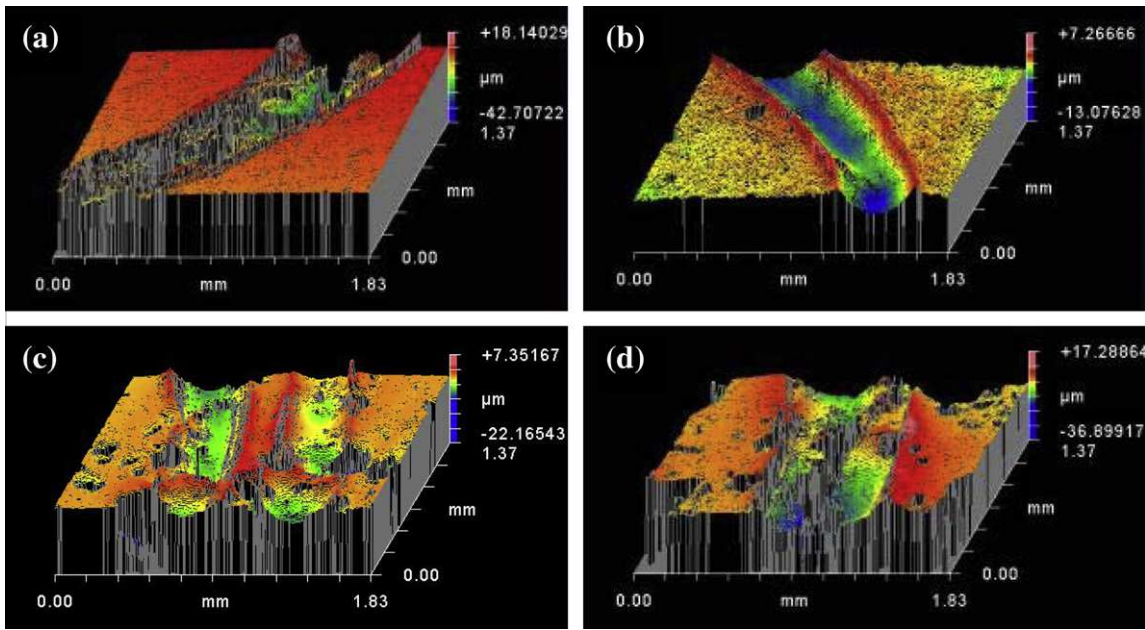 (a)
+18.14029
µm
-42.70722
1.37
mm
0.00
0.00
mm
1.83
(b)
+7.26666
µm
-13.07628
1.37
mm
0.00
0.00
mm
1.83
(c)
+7.35167
µm
-22.16543
1.37
mm
0.00
0.00
mm
1.83
(d)
+17.28864
µm
-36.89917
1.37
mm
0.00
0.00
mm
1.83